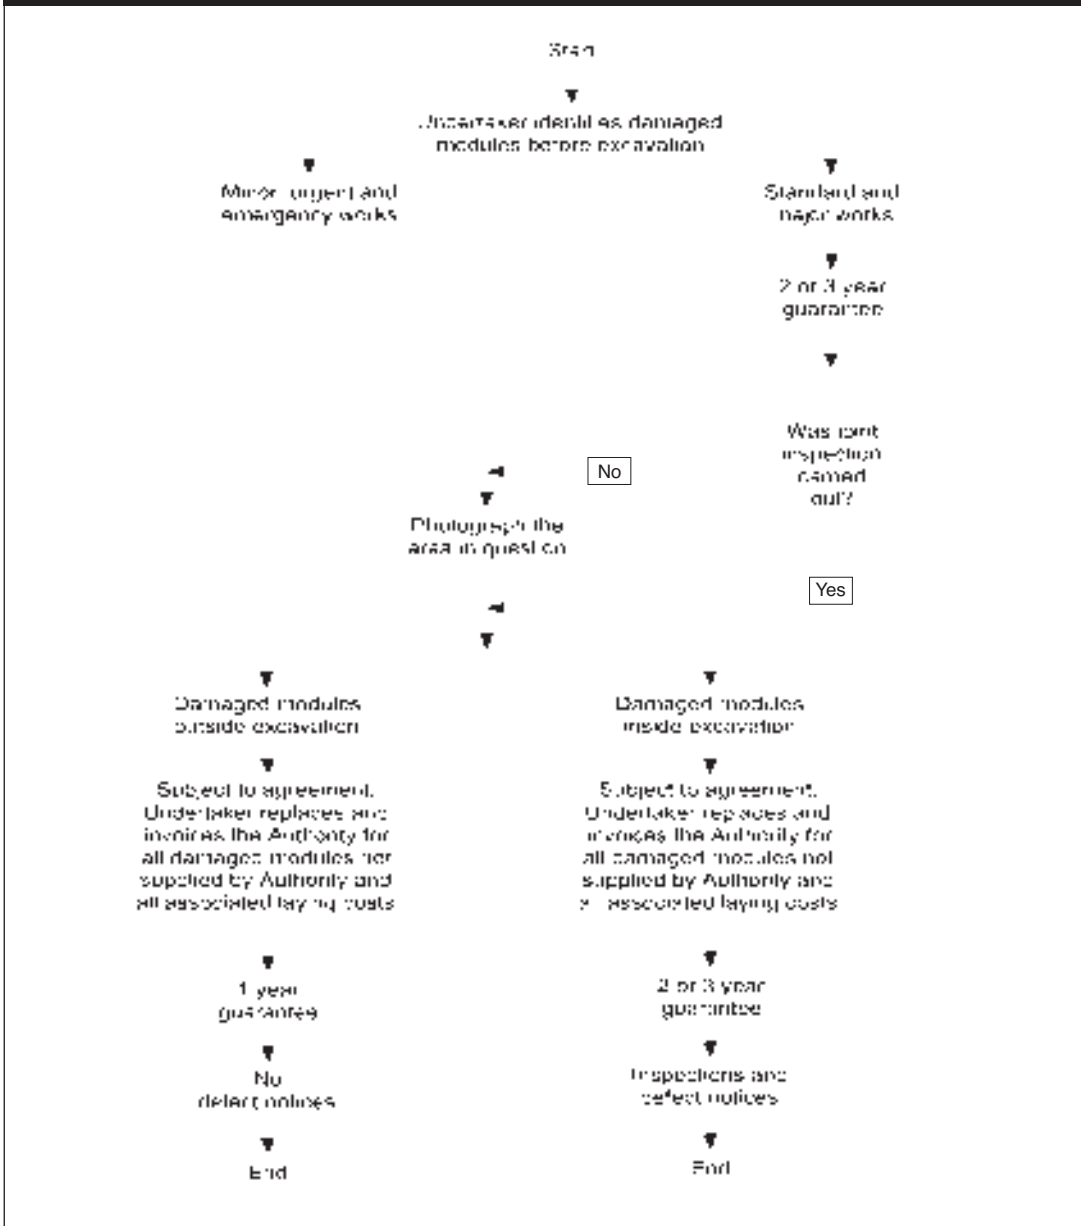 Start
Undertaker identifies damaged
modules before excavation
Minor, urgent and
emergency works
Standard and
major works
2 or 3 year
guarantee
Was joint
inspection
carried
out?
No
Photograph the
area in question
Yes
Damaged modules
outside excavation
Damaged modules
inside excavation
Subject to agreement.
Undertaker replaces and
invoices the Authority for
all damaged modules not
supplied by Authority and
all associated laying costs
Subject to agreement.
Undertaker replaces and
invoices the Authority for
all damaged modules not
supplied by Authority and
all associated laying costs
1 year
guarantee
2 or 3 year
guarantee
No
defect notices
Inspections and
defect notices
End
End